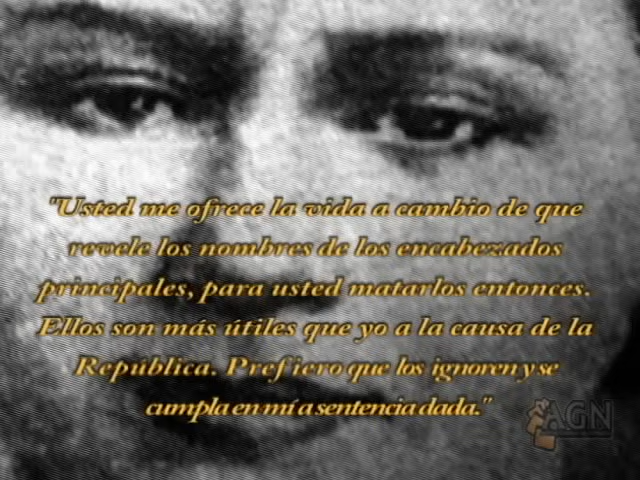 "Usted me ofrece la vida a cambio de que
revele los nombres de los encabezados
principales, para usted matarlos entonces.
Ellos son más útiles que yo a la causa de la
República. Prefiero que los ignoren y se
cumpla en mí a sentencia dada."
AGN